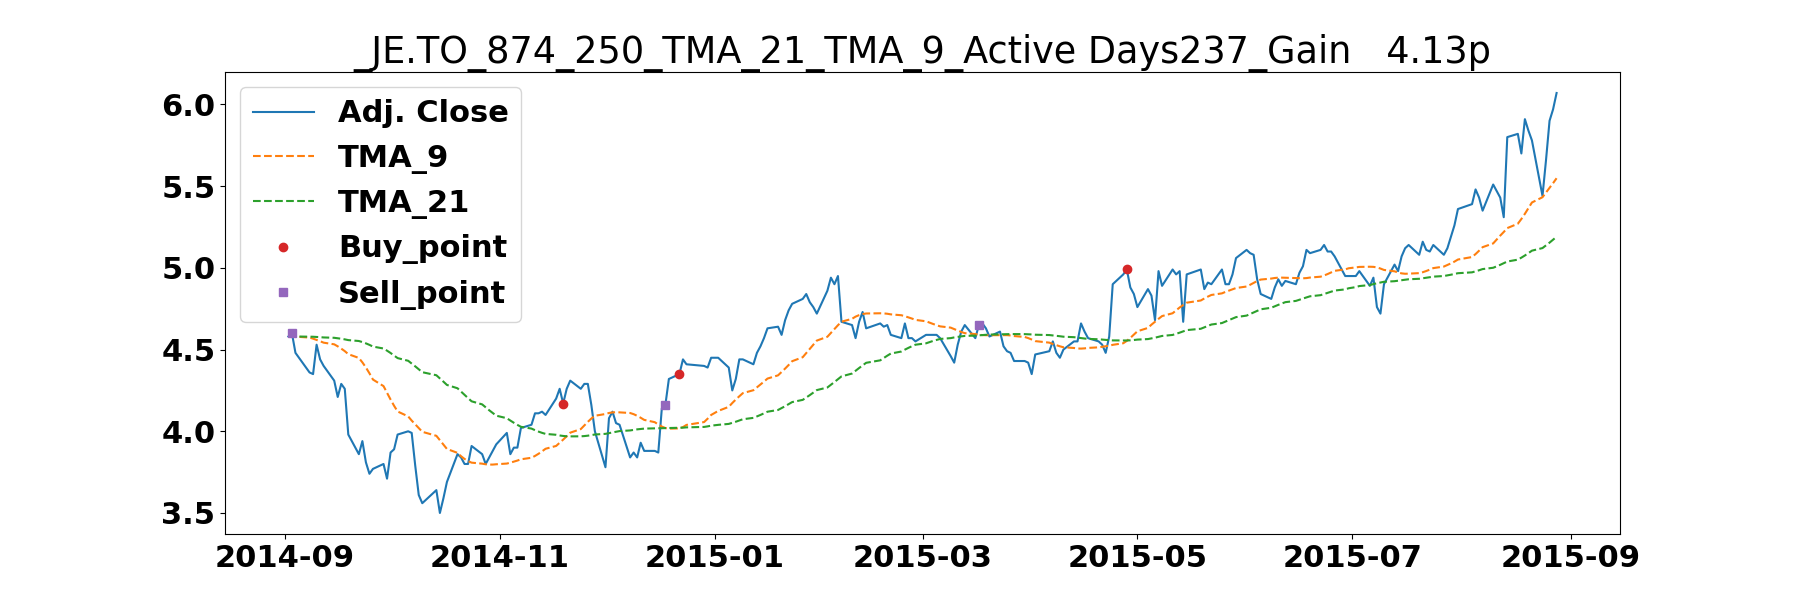 _JE.TO_874_250_TMA_21_TMA_9_Active Days237_Gain   4.13p
6.0
5.5
5.0
4.5
4.0
3.5
Adj. Close
TMA_9
TMA_21
Buy_point
Sell_point
2014-09 2014-11 2015-01 2015-03 2015-05 2015-07 2015-09